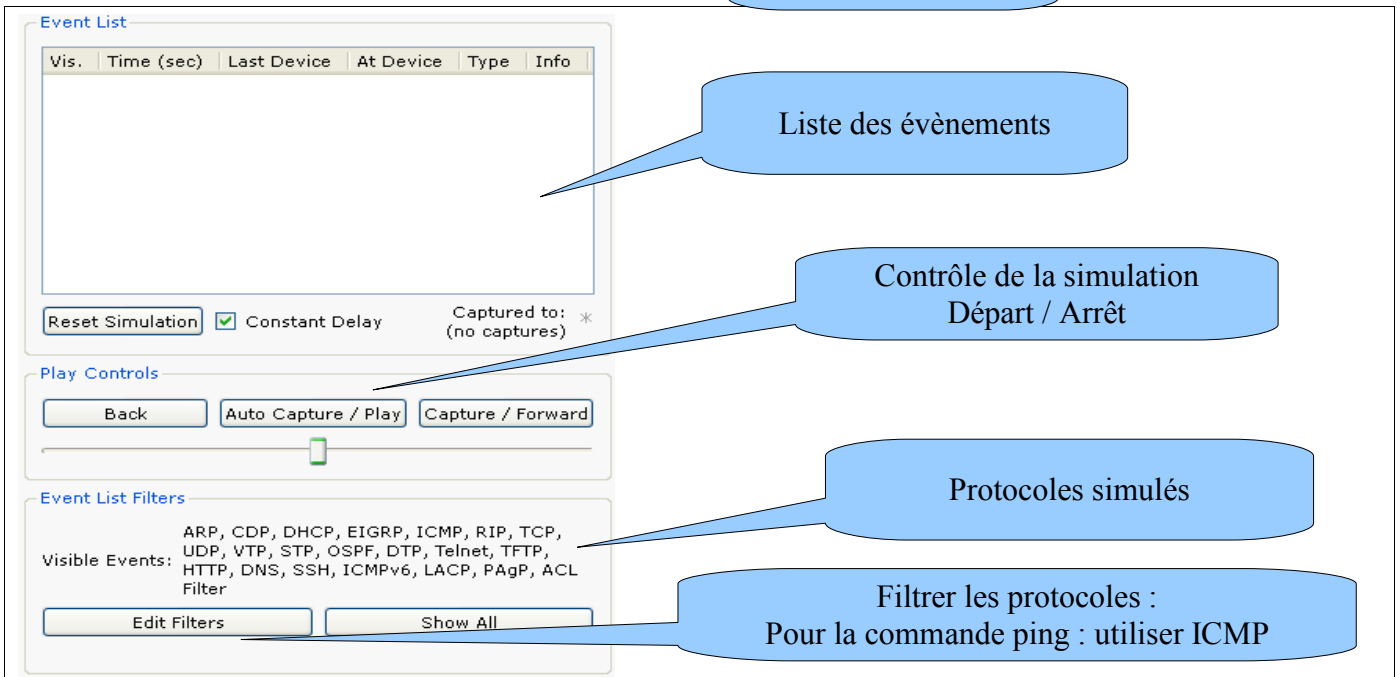 Event List
Vis. Time (sec) Last Device At Device Type Info
Liste des évènements
Contrôle de la simulation
Départ / Arrêt
Reset Simulation Constant Delay Captured to: *
(no captures)
Play Controls
Back Auto Capture / Play Capture / Forward
Protocoles simulés
Event List Filters
Visible Events:
ARP, CDP, DHCP, EIGRP, ICMP, RIP, TCP,
UDP, VTP, STP, OSPF, DTP, Telnet, TFTP,
HTTP, DNS, SSH, ICMPv6, LACP, PAgP, ACL
Filter
Edit Filters Show All
Filtrer les protocoles :
Pour la commande ping : utiliser ICMP